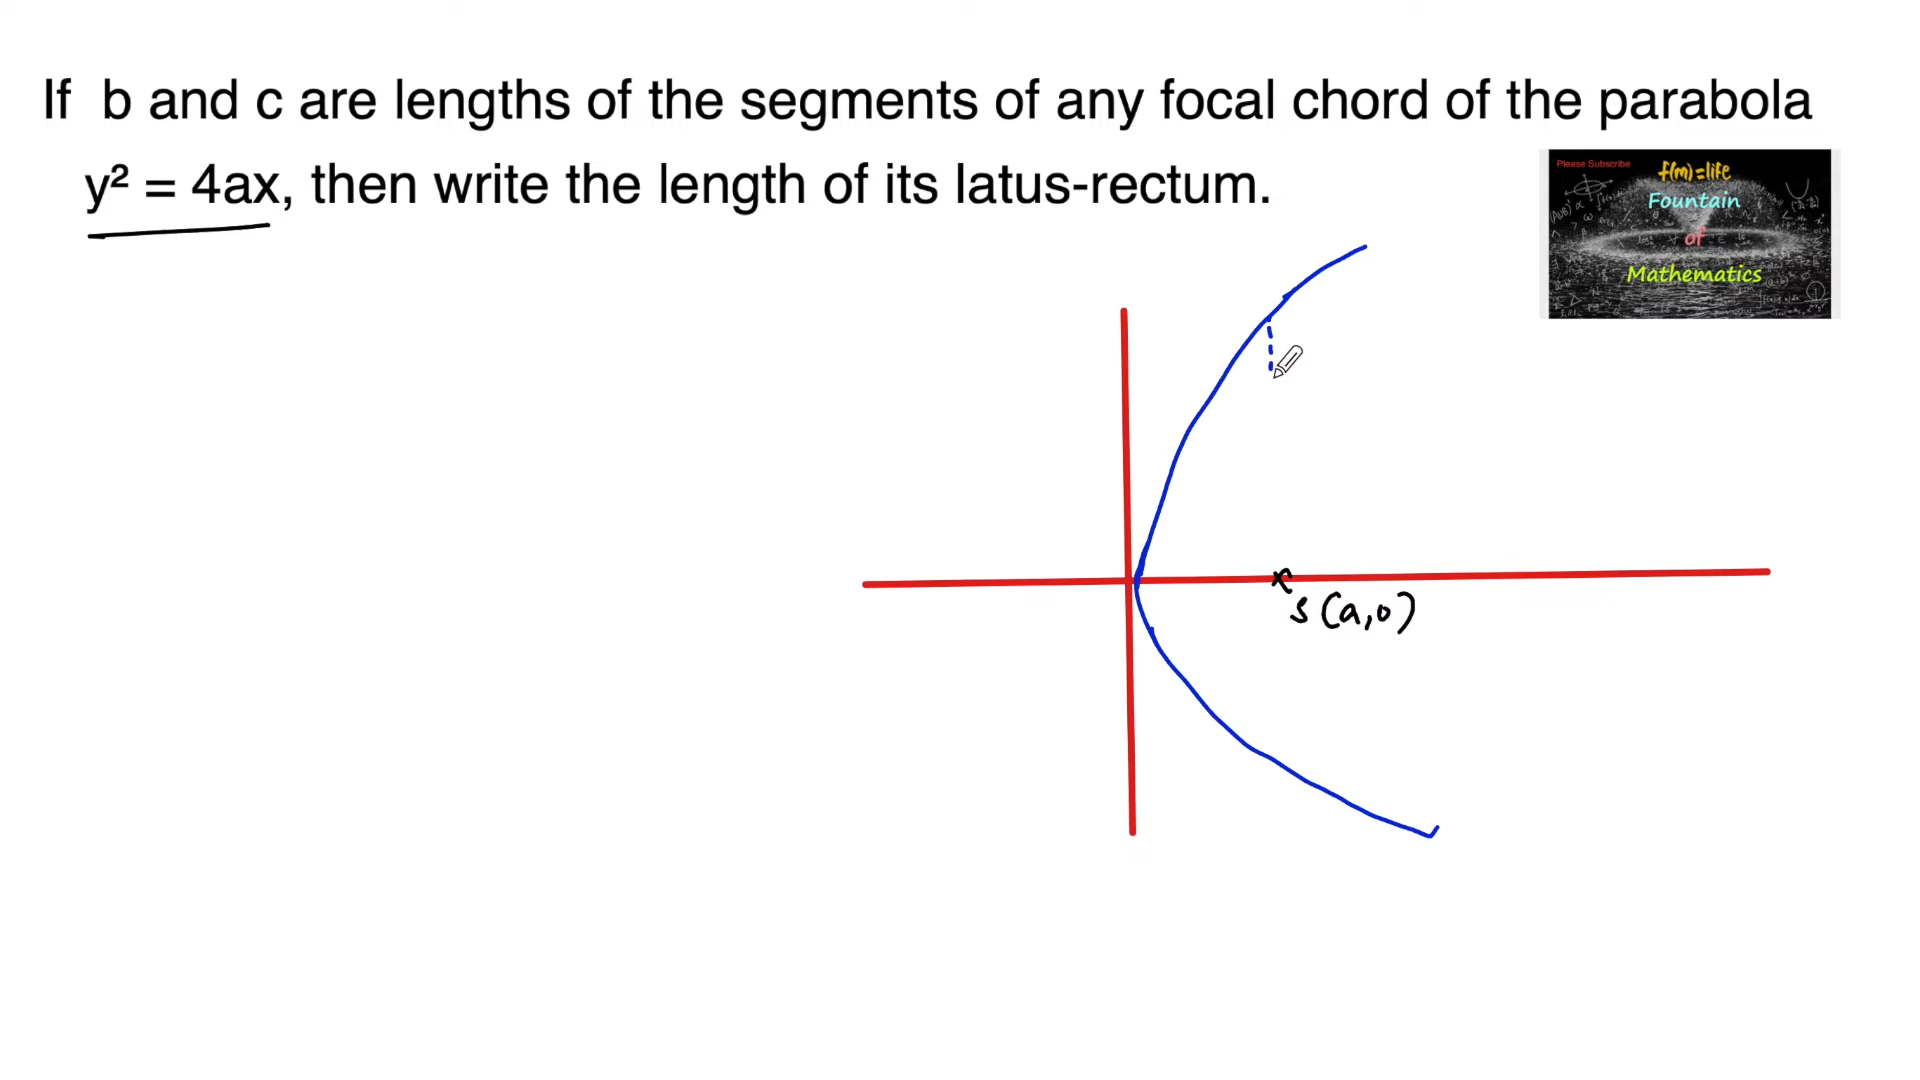 If b and c are lengths of the segments of any focal chord of the parabola
y² = 4ax, then write the length of its latus-rectum.
Please Subscribe
f(m)=life
Fountain
of
Mathematics
S (a,0)